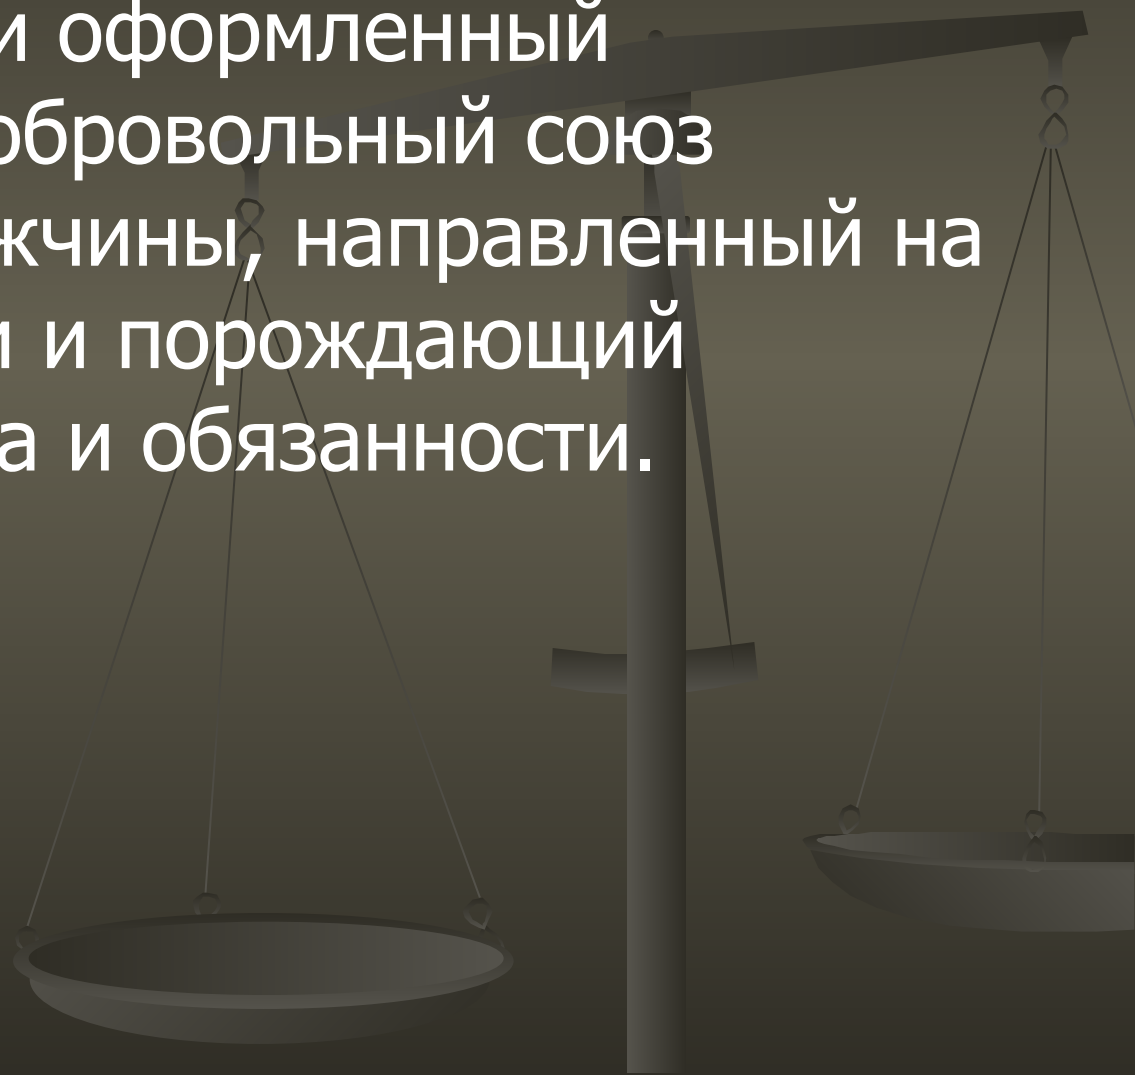 и оформленный
обровольный союз
жчины, направленный на
и и порождающий
а и обязанности.